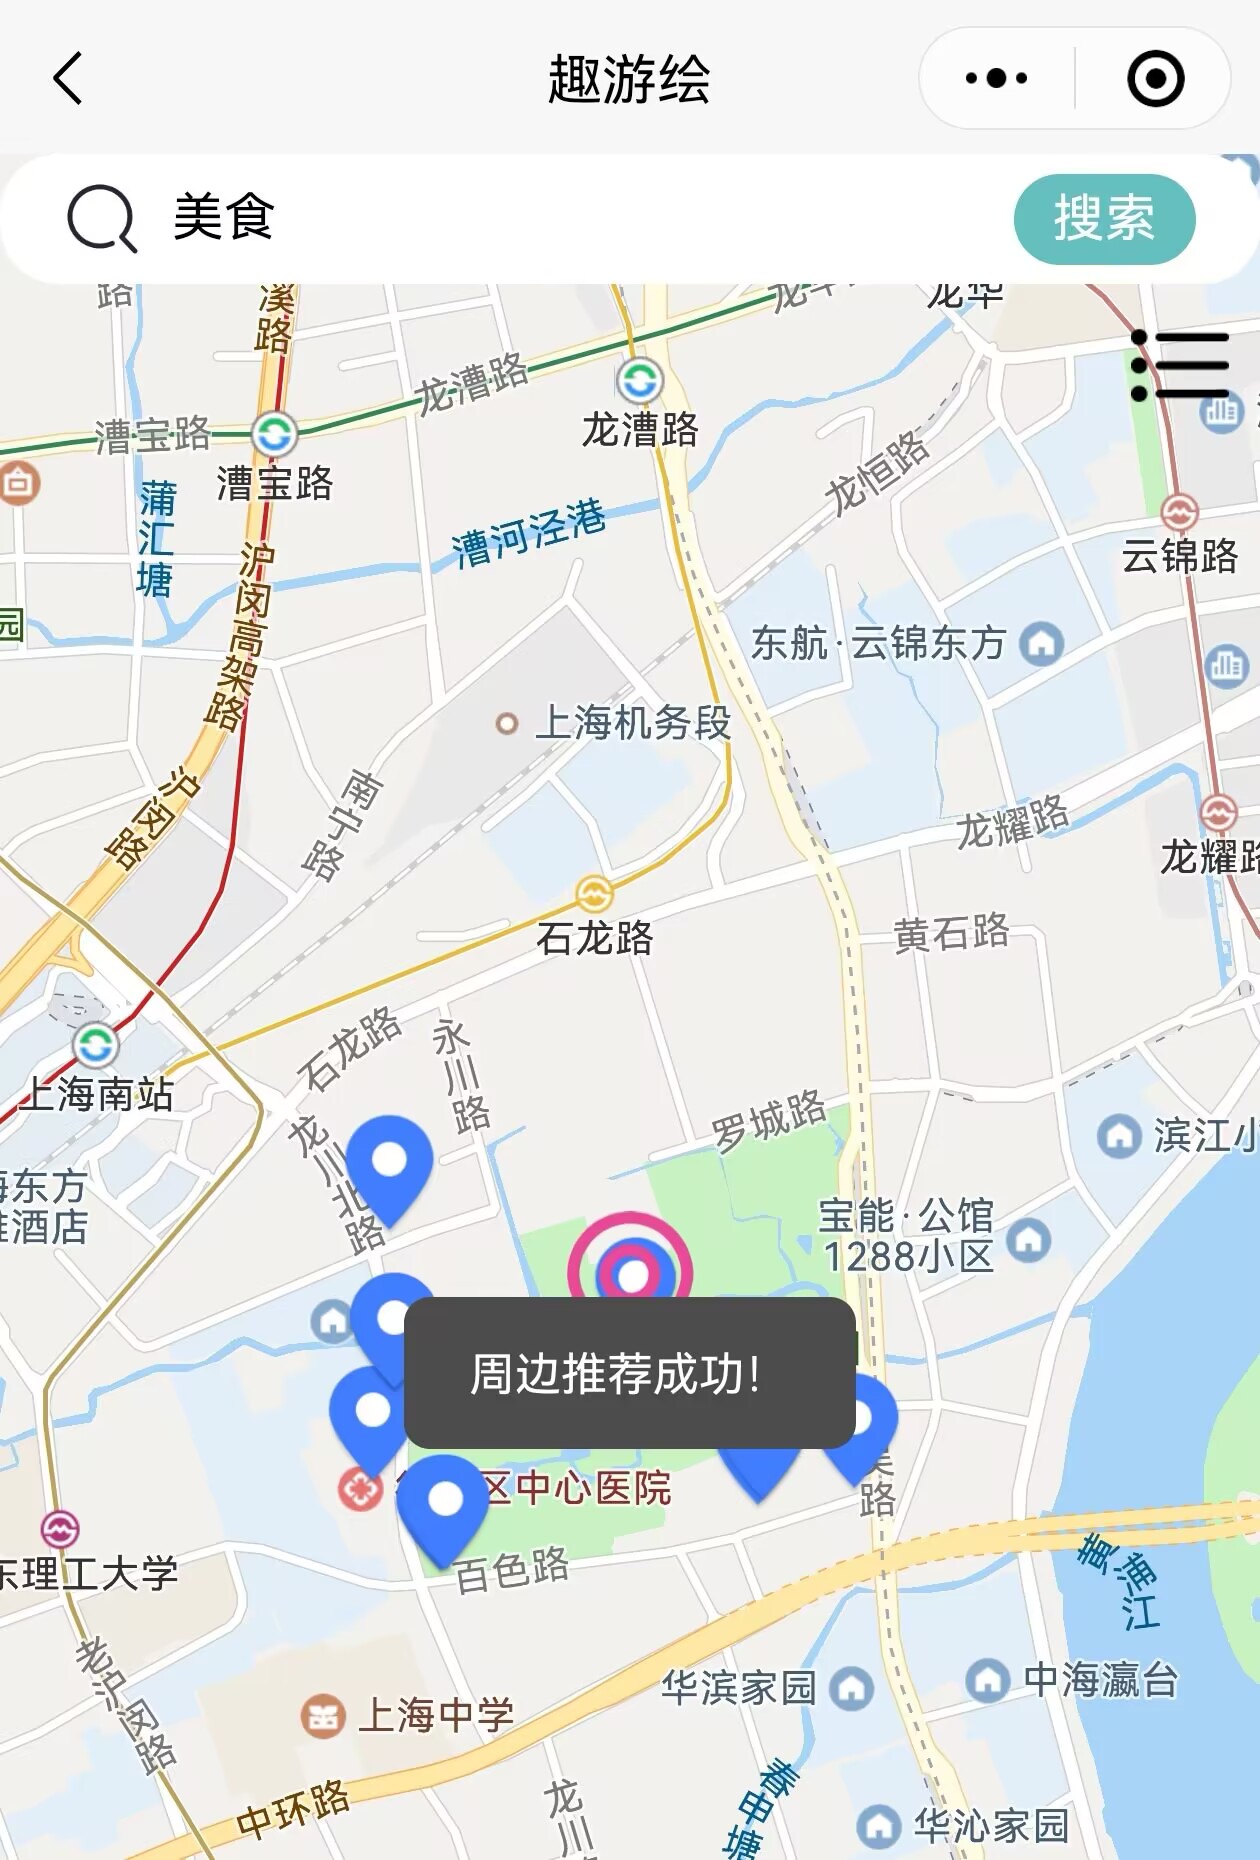 趣游绘
美食
搜索
路
溪路
龙华
龙漕路
漕宝路
龙漕路
漕宝路
龙恒路
蒲汇塘
漕河泾港
云锦路
沪闵高架路
园
东航·云锦东方
上海机务段
沪闵路
南宁路
龙耀路
龙耀路
石龙路
黄石路
石龙路
永川路
上海南站
罗城路
龙川北路
滨江小
东方
酒店
宝能·公馆
1288小区
周边推荐成功!
区中心医院
路
百色路
东理工大学
黄浦江
老沪闵路
华滨家园
中海瀛台
上海中学
中环路
龙川
春申塘
华沁家园